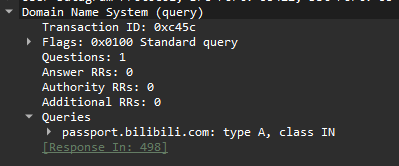 Domain Name System (query)
Transaction ID: 0xc45c
Flags: 0x0100 Standard query
Questions: 1
Answer RRs: 0
Authority RRs: 0
Additional RRs: 0
Queries
passport.bilibili.com: type A, class IN
[Response In: 498]